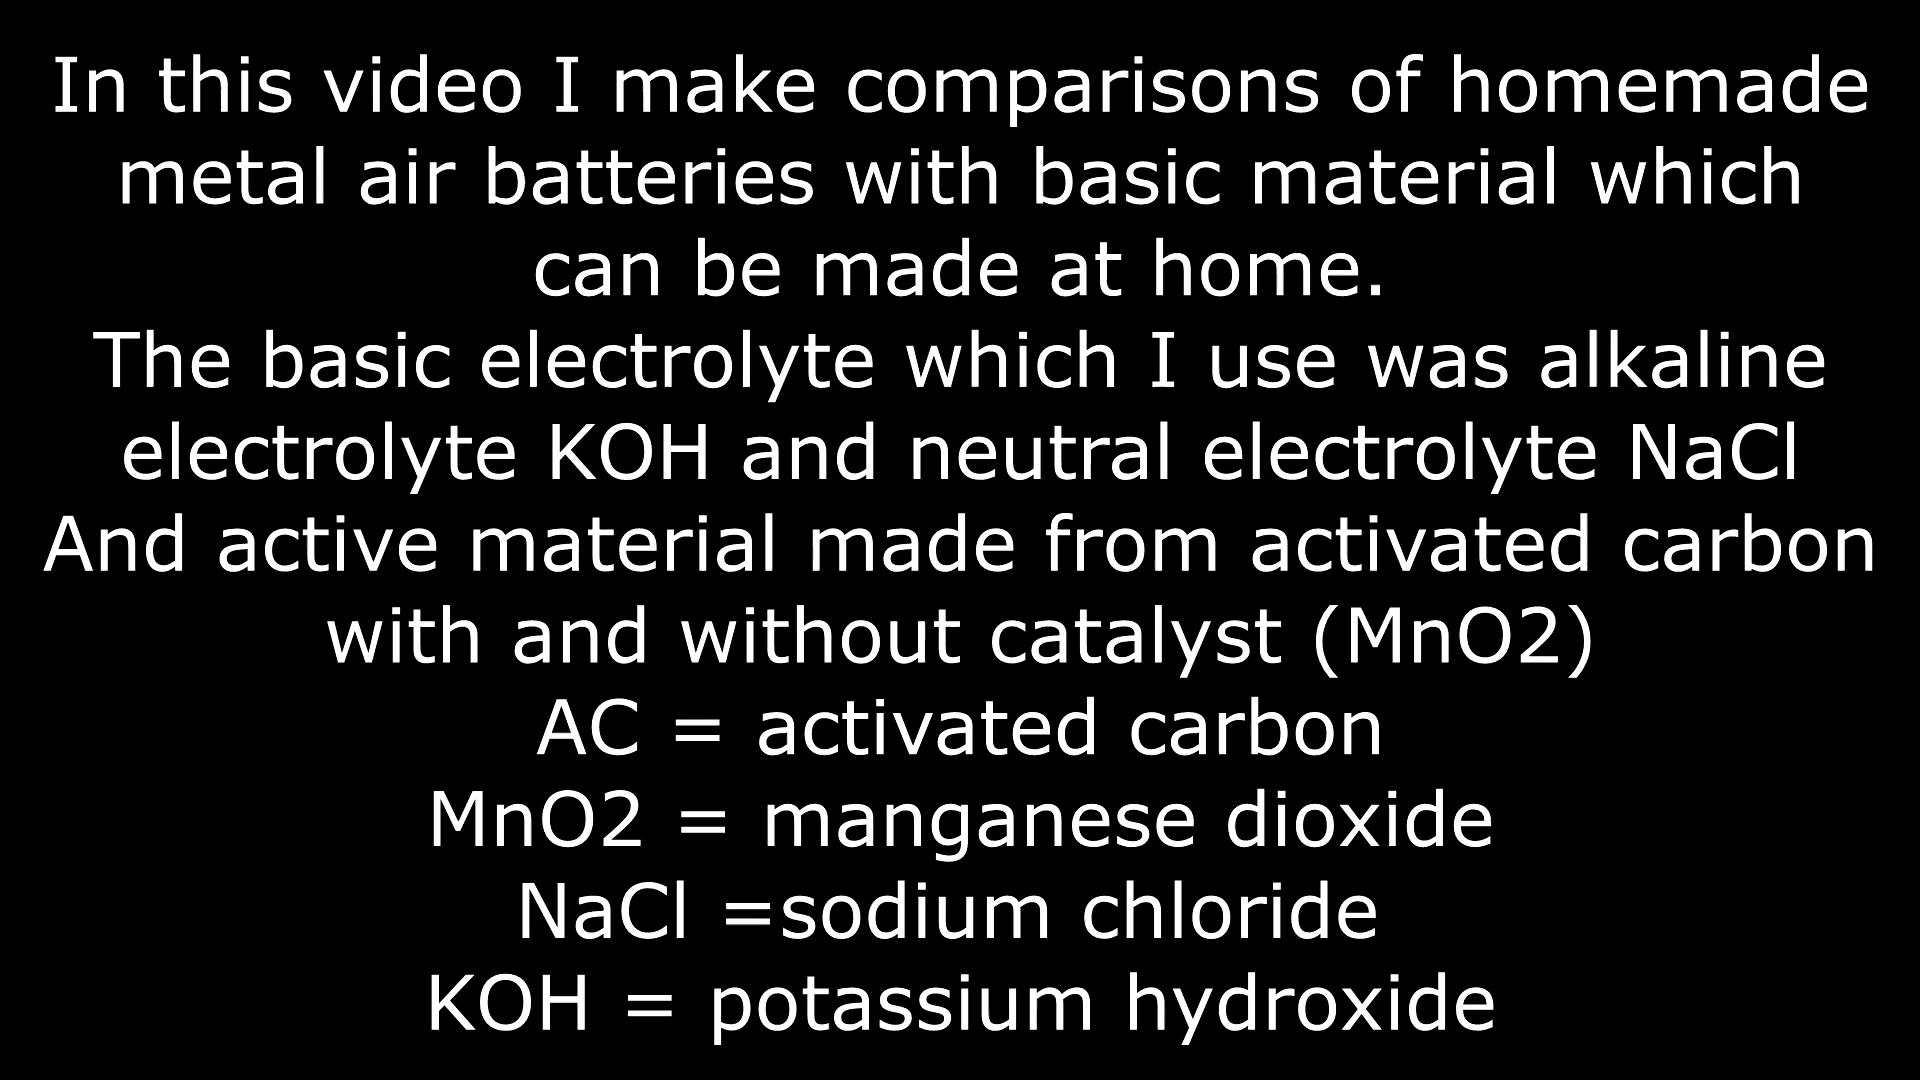 In this video I make comparisons of homemade
metal air batteries with basic material which
can be made at home.
The basic electrolyte which I use was alkaline
electrolyte KOH and neutral electrolyte NaCl
And active material made from activated carbon
with and without catalyst (MnO2)
AC = activated carbon
MnO2 = manganese dioxide
NaCl =sodium chloride
KOH = potassium hydroxide